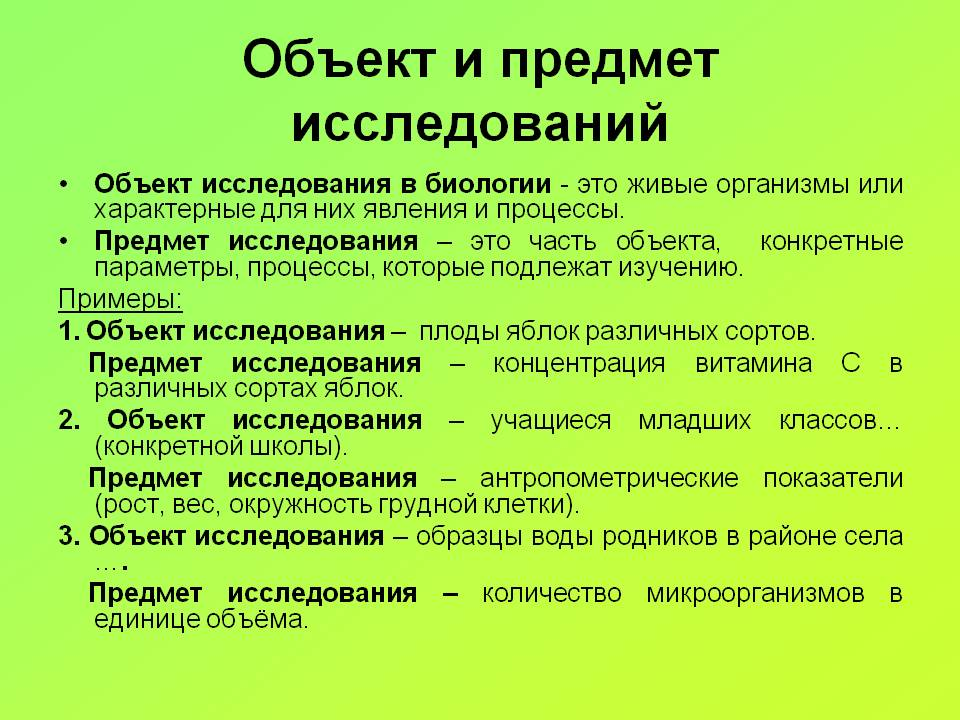 Объект и предмет
исследований
• Объект исследования в биологии - это живые организмы или
характерные для них явления и процессы.
• Предмет исследования – это часть объекта, конкретные
параметры, процессы, которые подлежат изучению.
Примеры:
1. Объект исследования – плоды яблок различных сортов.
Предмет исследования – концентрация витамина С в
различных сортах яблок.
2. Объект исследования – учащиеся младших классов…
(конкретной школы).
Предмет исследования – антропометрические показатели
(рост, вес, окружность грудной клетки).
3. Объект исследования – образцы воды родников в районе села
….
Предмет исследования – количество микроорганизмов в
единице объёма.